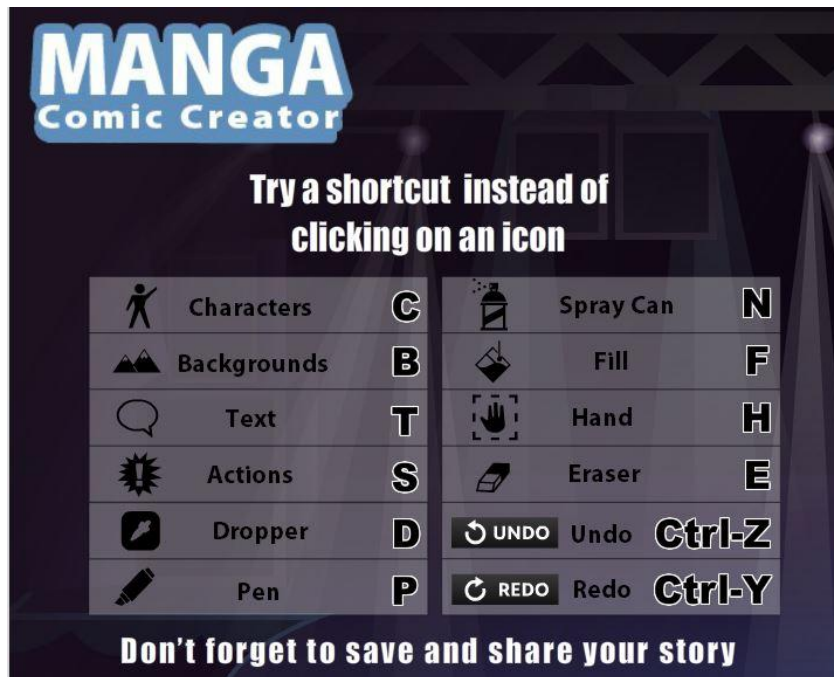 MANGA
Comic Creator
Try a shortcut instead of
clicking on an icon
Characters C
Backgrounds B
Text T
Actions S
Dropper D
Pen P
Spray Can N
Fill F
Hand H
Eraser E
UNDO Undo Ctrl-Z
REDO Redo Ctrl-Y
Don't forget to save and share your story